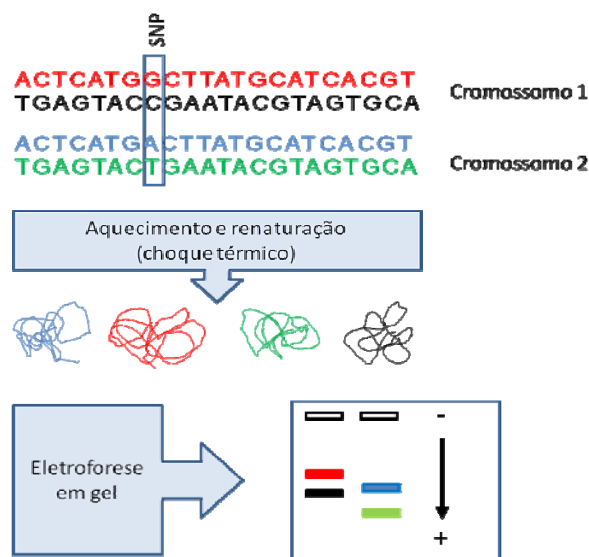 SNP
ACTCATGGCTTATGCATCACGT
TGAGTACCGAATACGTAGTGCA
Cromossomo 1
ACTCATGACTTATGCATCACGT
TGAGTACTGAATACGTAGTGCA
Cromossomo 2
Aquecimento e renaturação
(choque térmico)
Eletroforese
em gel
-
+